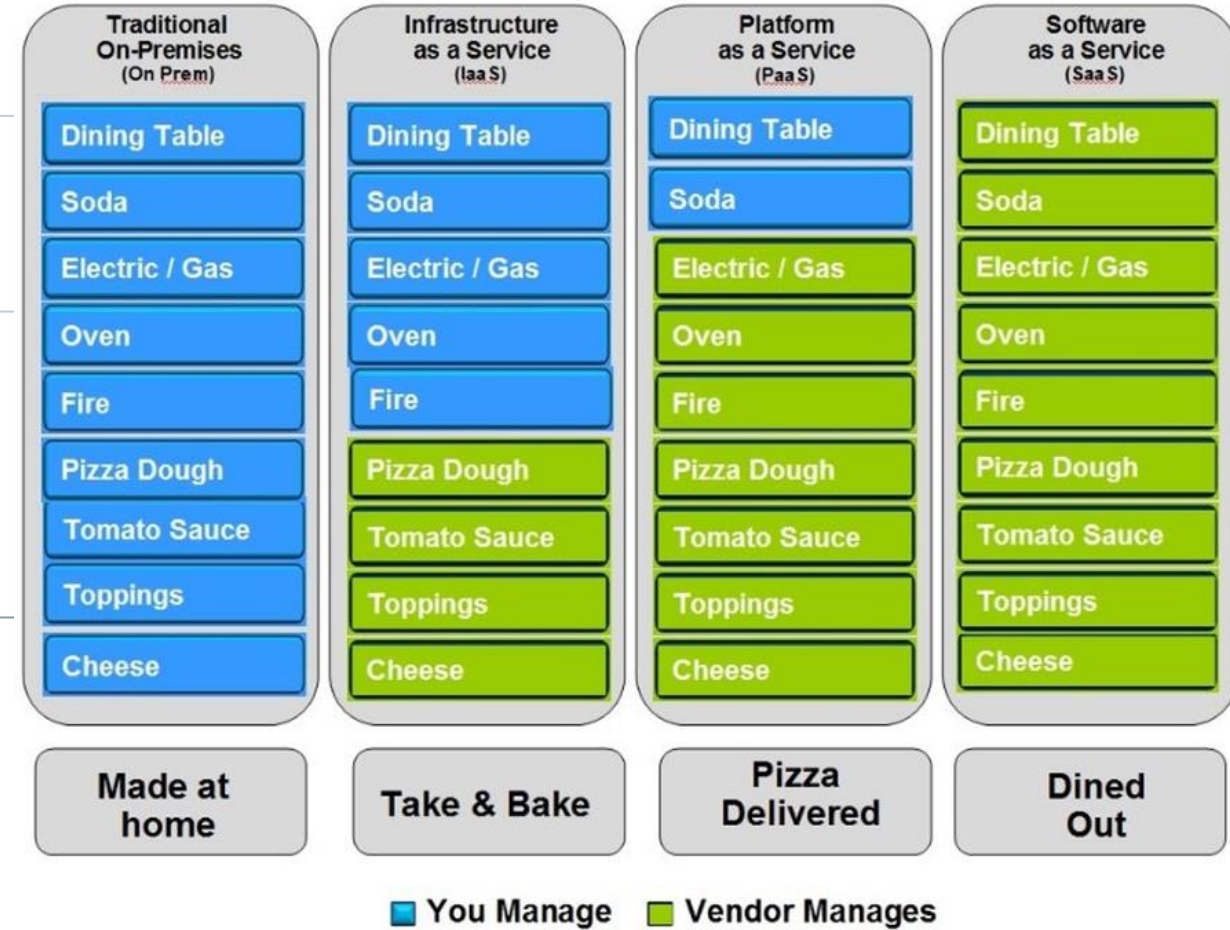 Traditional
On-Premises
(On Prem)
Dining Table
Soda
Electric / Gas
Oven
Fire
Pizza Dough
Tomato Sauce
Toppings
Cheese
Made at
home
Infrastructure
as a Service
(IaaS)
Dining Table
Soda
Electric / Gas
Oven
Fire
Pizza Dough
Tomato Sauce
Toppings
Cheese
Take & Bake
Platform
as a Service
(PaaS)
Dining Table
Soda
Electric / Gas
Oven
Fire
Pizza Dough
Tomato Sauce
Toppings
Cheese
Pizza
Delivered
Software
as a Service
(SaaS)
Dining Table
Soda
Electric / Gas
Oven
Fire
Pizza Dough
Tomato Sauce
Toppings
Cheese
Dined
Out
You Manage
Vendor Manages